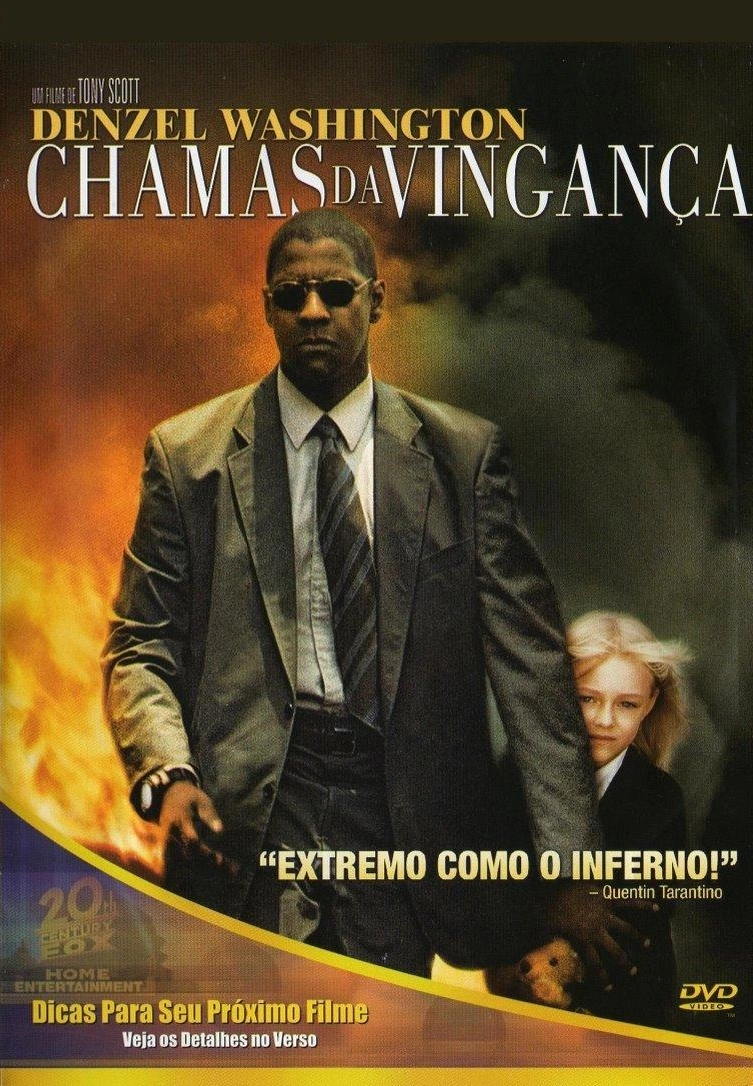 UM FILME DE TONY SCOTT
DENZEL WASHINGTON
CHAMAS DA VINGANÇA
“EXTREMO COMO O INFERNO!”
– Quentin Tarantino
20th
CENTURY
FOX
HOME
ENTERTAINMENT
DVD
VIDEO
TM
Dicas Para Seu Próximo Filme
Veja os Detalhes no Verso